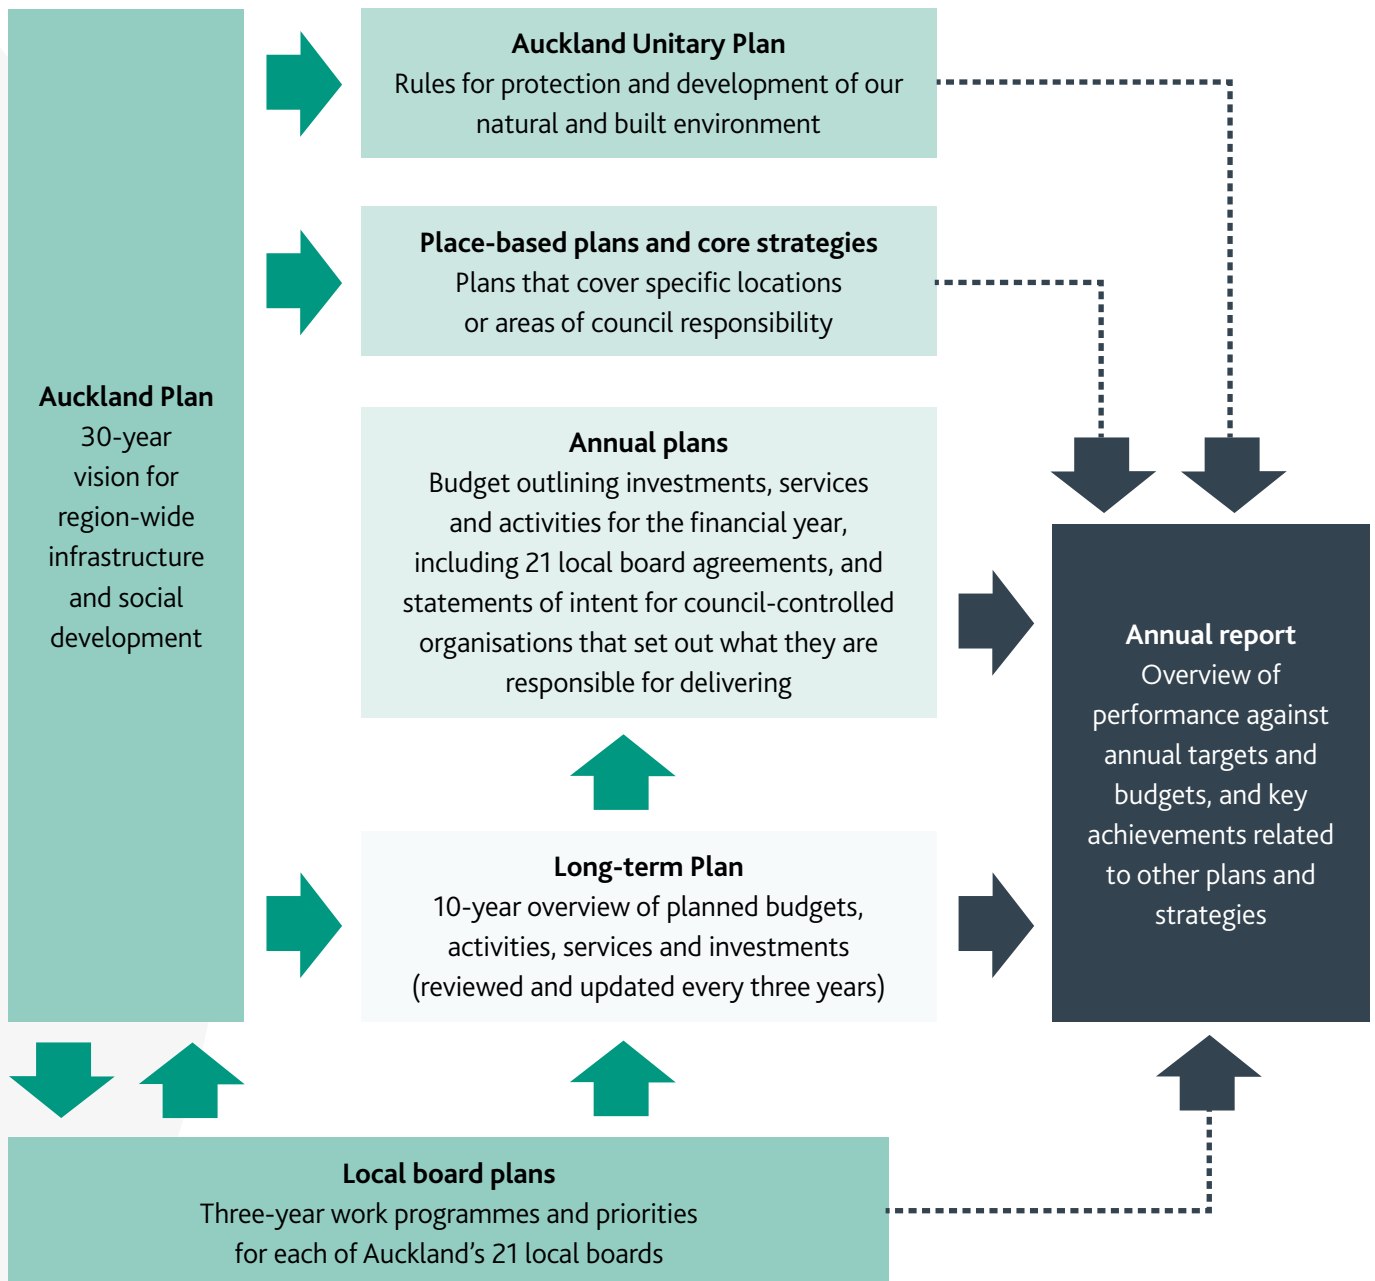 Auckland Plan
30-year
vision for
region-wide
infrastructure
and social
development
Auckland Unitary Plan
Rules for protection and development of our
natural and built environment
Place-based plans and core strategies
Plans that cover specific locations
or areas of council responsibility
Annual plans
Budget outlining investments, services
and activities for the financial year,
including 21 local board agreements, and
statements of intent for council-controlled
organisations that set out what they are
responsible for delivering
Long-term Plan
10-year overview of planned budgets,
activities, services and investments
(reviewed and updated every three years)
Annual report
Overview of
performance against
annual targets and
budgets, and key
achievements related
to other plans and
strategies
Local board plans
Three-year work programmes and priorities
for each of Auckland’s 21 local boards